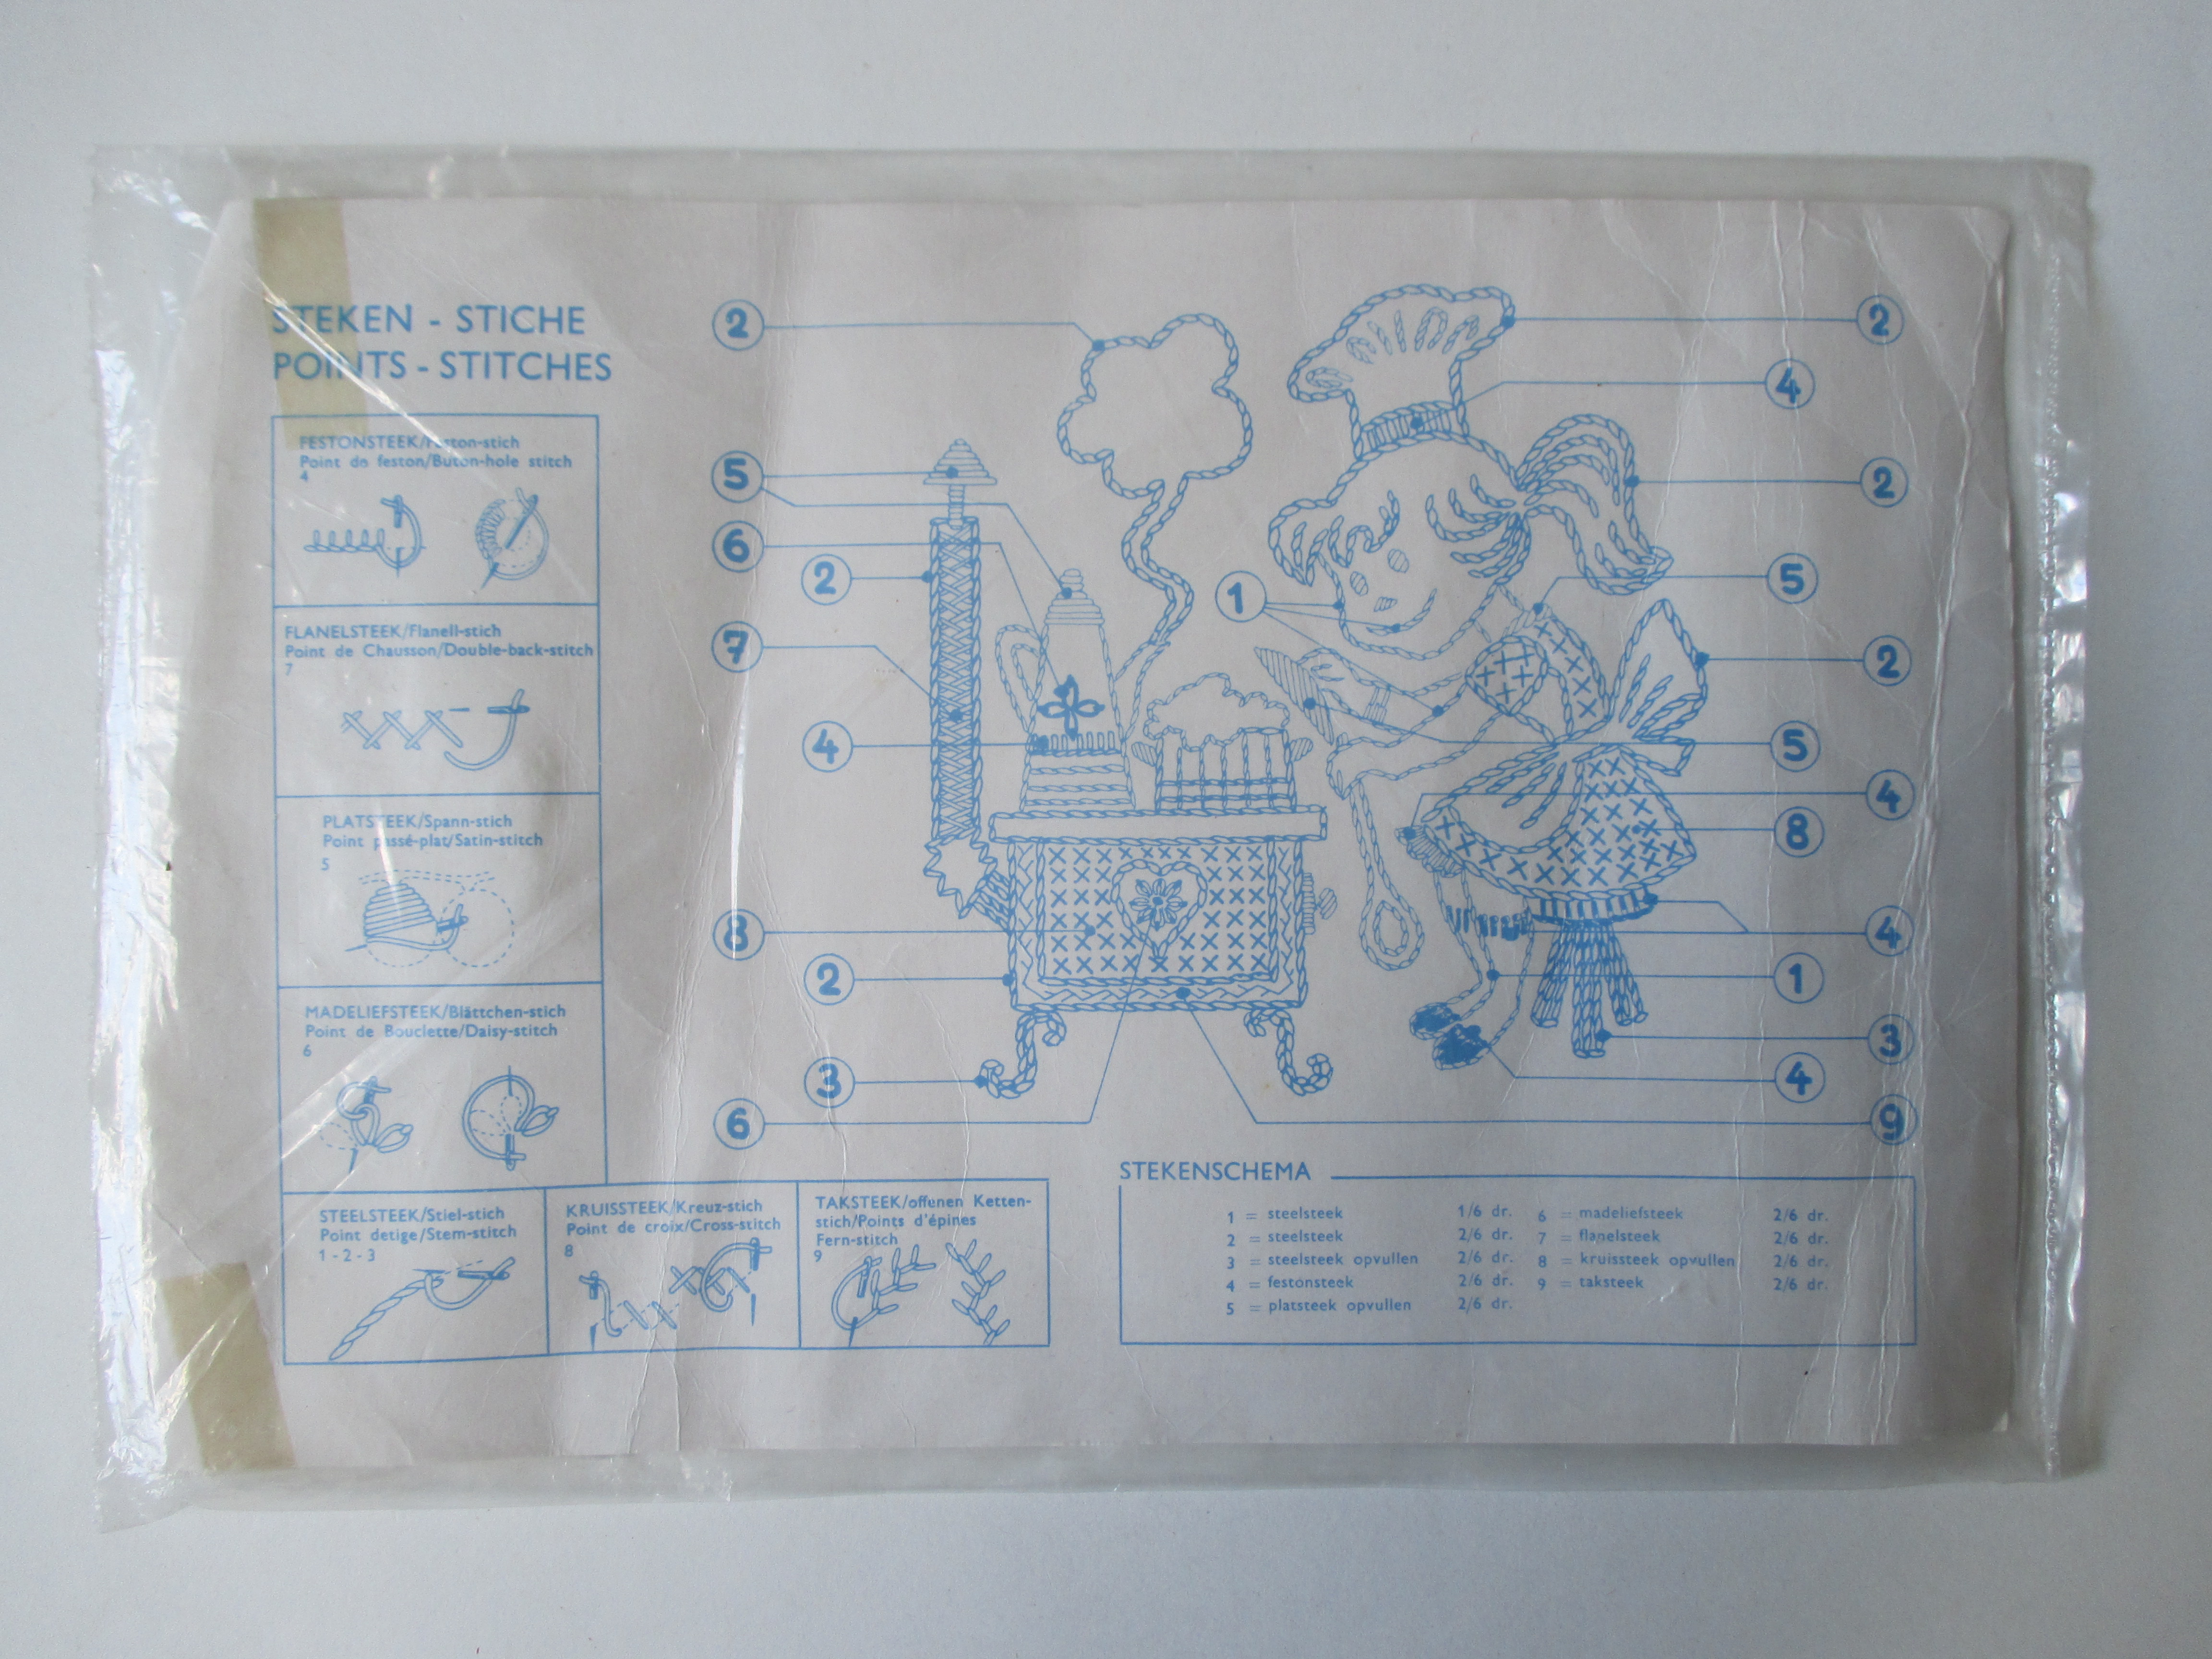 STEKEN - STICHE
POINTS - STITCHES
FESTONSTEEK/Feston-stich
Point do feston/Buton-hole stitch
4
FLANELSTEEK/Flanell-stich
Point de Chausson/Double-back-stitch
7
PLATSTEEK/Spann-stich
Point passé-plat/Satin-stitch
5
MADELIEFSTEEK/Blättchen-stich
Point de Bouclette/Daisy-stitch
6
STEELSTEEK/Stiel-stich
Point detige/Stem-stitch
1 - 2 - 3
KRUISSTEEK/Kreuz-stich
Point de croix/Cross-stitch
8
TAKSTEEK/offenen Ketten-
stich/Points d'épines
Fern-stitch
9
2
5
6
2
7
4
8
2
3
6
1
2
4
2
5
2
5
4
8
4
1
3
4
9
STEKENSCHEMA
1 = steelsteek 1/6 dr.
2 = steelsteek 2/6 dr.
3 = steelsteek opvullen 2/6 dr.
4 = festonsteek 2/6 dr.
5 = platsteek opvullen 2/6 dr.
6 = madeliefsteek 2/6 dr.
7 = flanelsteek 2/6 dr.
8 = kruissteek opvullen 2/6 dr.
9 = taksteek 2/6 dr.